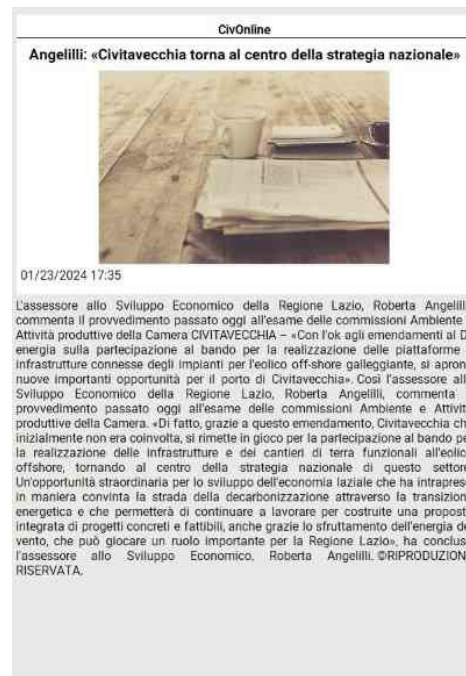 CivOnline
Angelilli: «Civitavecchia torna al centro della strategia nazionale»
01/23/2024 17:35
L'assessore allo Sviluppo Economico della Regione Lazio, Roberta Angelill
commenta il provvedimento passato oggi all'esame delle commissioni Ambiente
Attività produttive della Camera CIVITAVECCHIA – «Con l'ok agli emendamenti al D
energia sulla partecipazione al bando per la realizzazione delle piattaforme
infrastrutture connesse degli impianti per l'eolico off-shore galleggiante, si apron
nuove importanti opportunità per il porto di Civitavecchia». Così l'assessore all
Sviluppo Economico della Regione Lazio, Roberta Angelilli, commenta
provvedimento passato oggi all'esame delle commissioni Ambiente e Attivit
produttive della Camera. «Di fatto, grazie a questo emendamento, Civitavecchia ch
inizialmente non era coinvolta, si rimette in gioco per la partecipazione al bando pe
la realizzazione delle infrastrutture e dei cantieri di terra funzionali all'eolic
offshore, tornando al centro della strategia nazionale di questo settore
Un'opportunità straordinaria per lo sviluppo dell'economia laziale che ha intrapres
in maniera convinta la strada della decarbonizzazione attraverso la transizion
energetica e che permetterà di continuare a lavorare per costruite una propost
integrata di progetti concreti e fattibili, anche grazie lo sfruttamento dell'energia de
vento, che può giocare un ruolo importante per la Regione Lazio», ha conclus
l'assessore allo Sviluppo Economico, Roberta Angelilli. ©RIPRODUZION
RISERVATA.